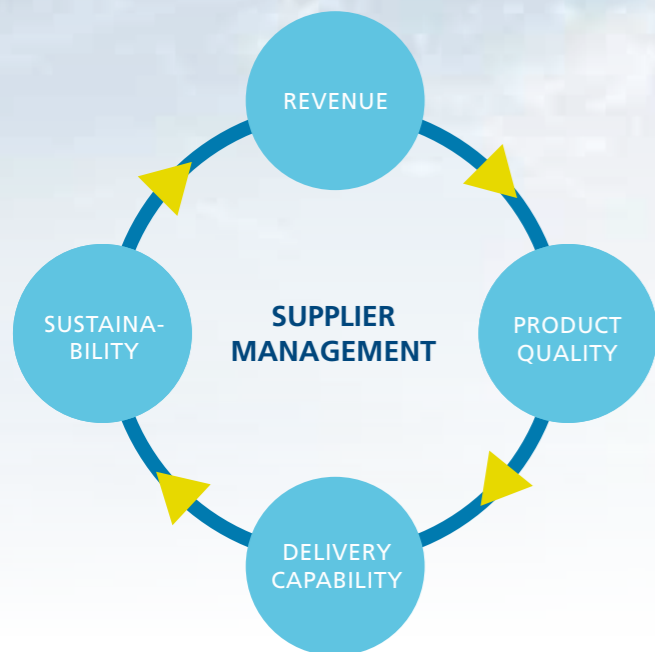 REVENUE
SUSTAINA-
BILITY
SUPPLIER
MANAGEMENT
PRODUCT
QUALITY
DELIVERY
CAPABILITY